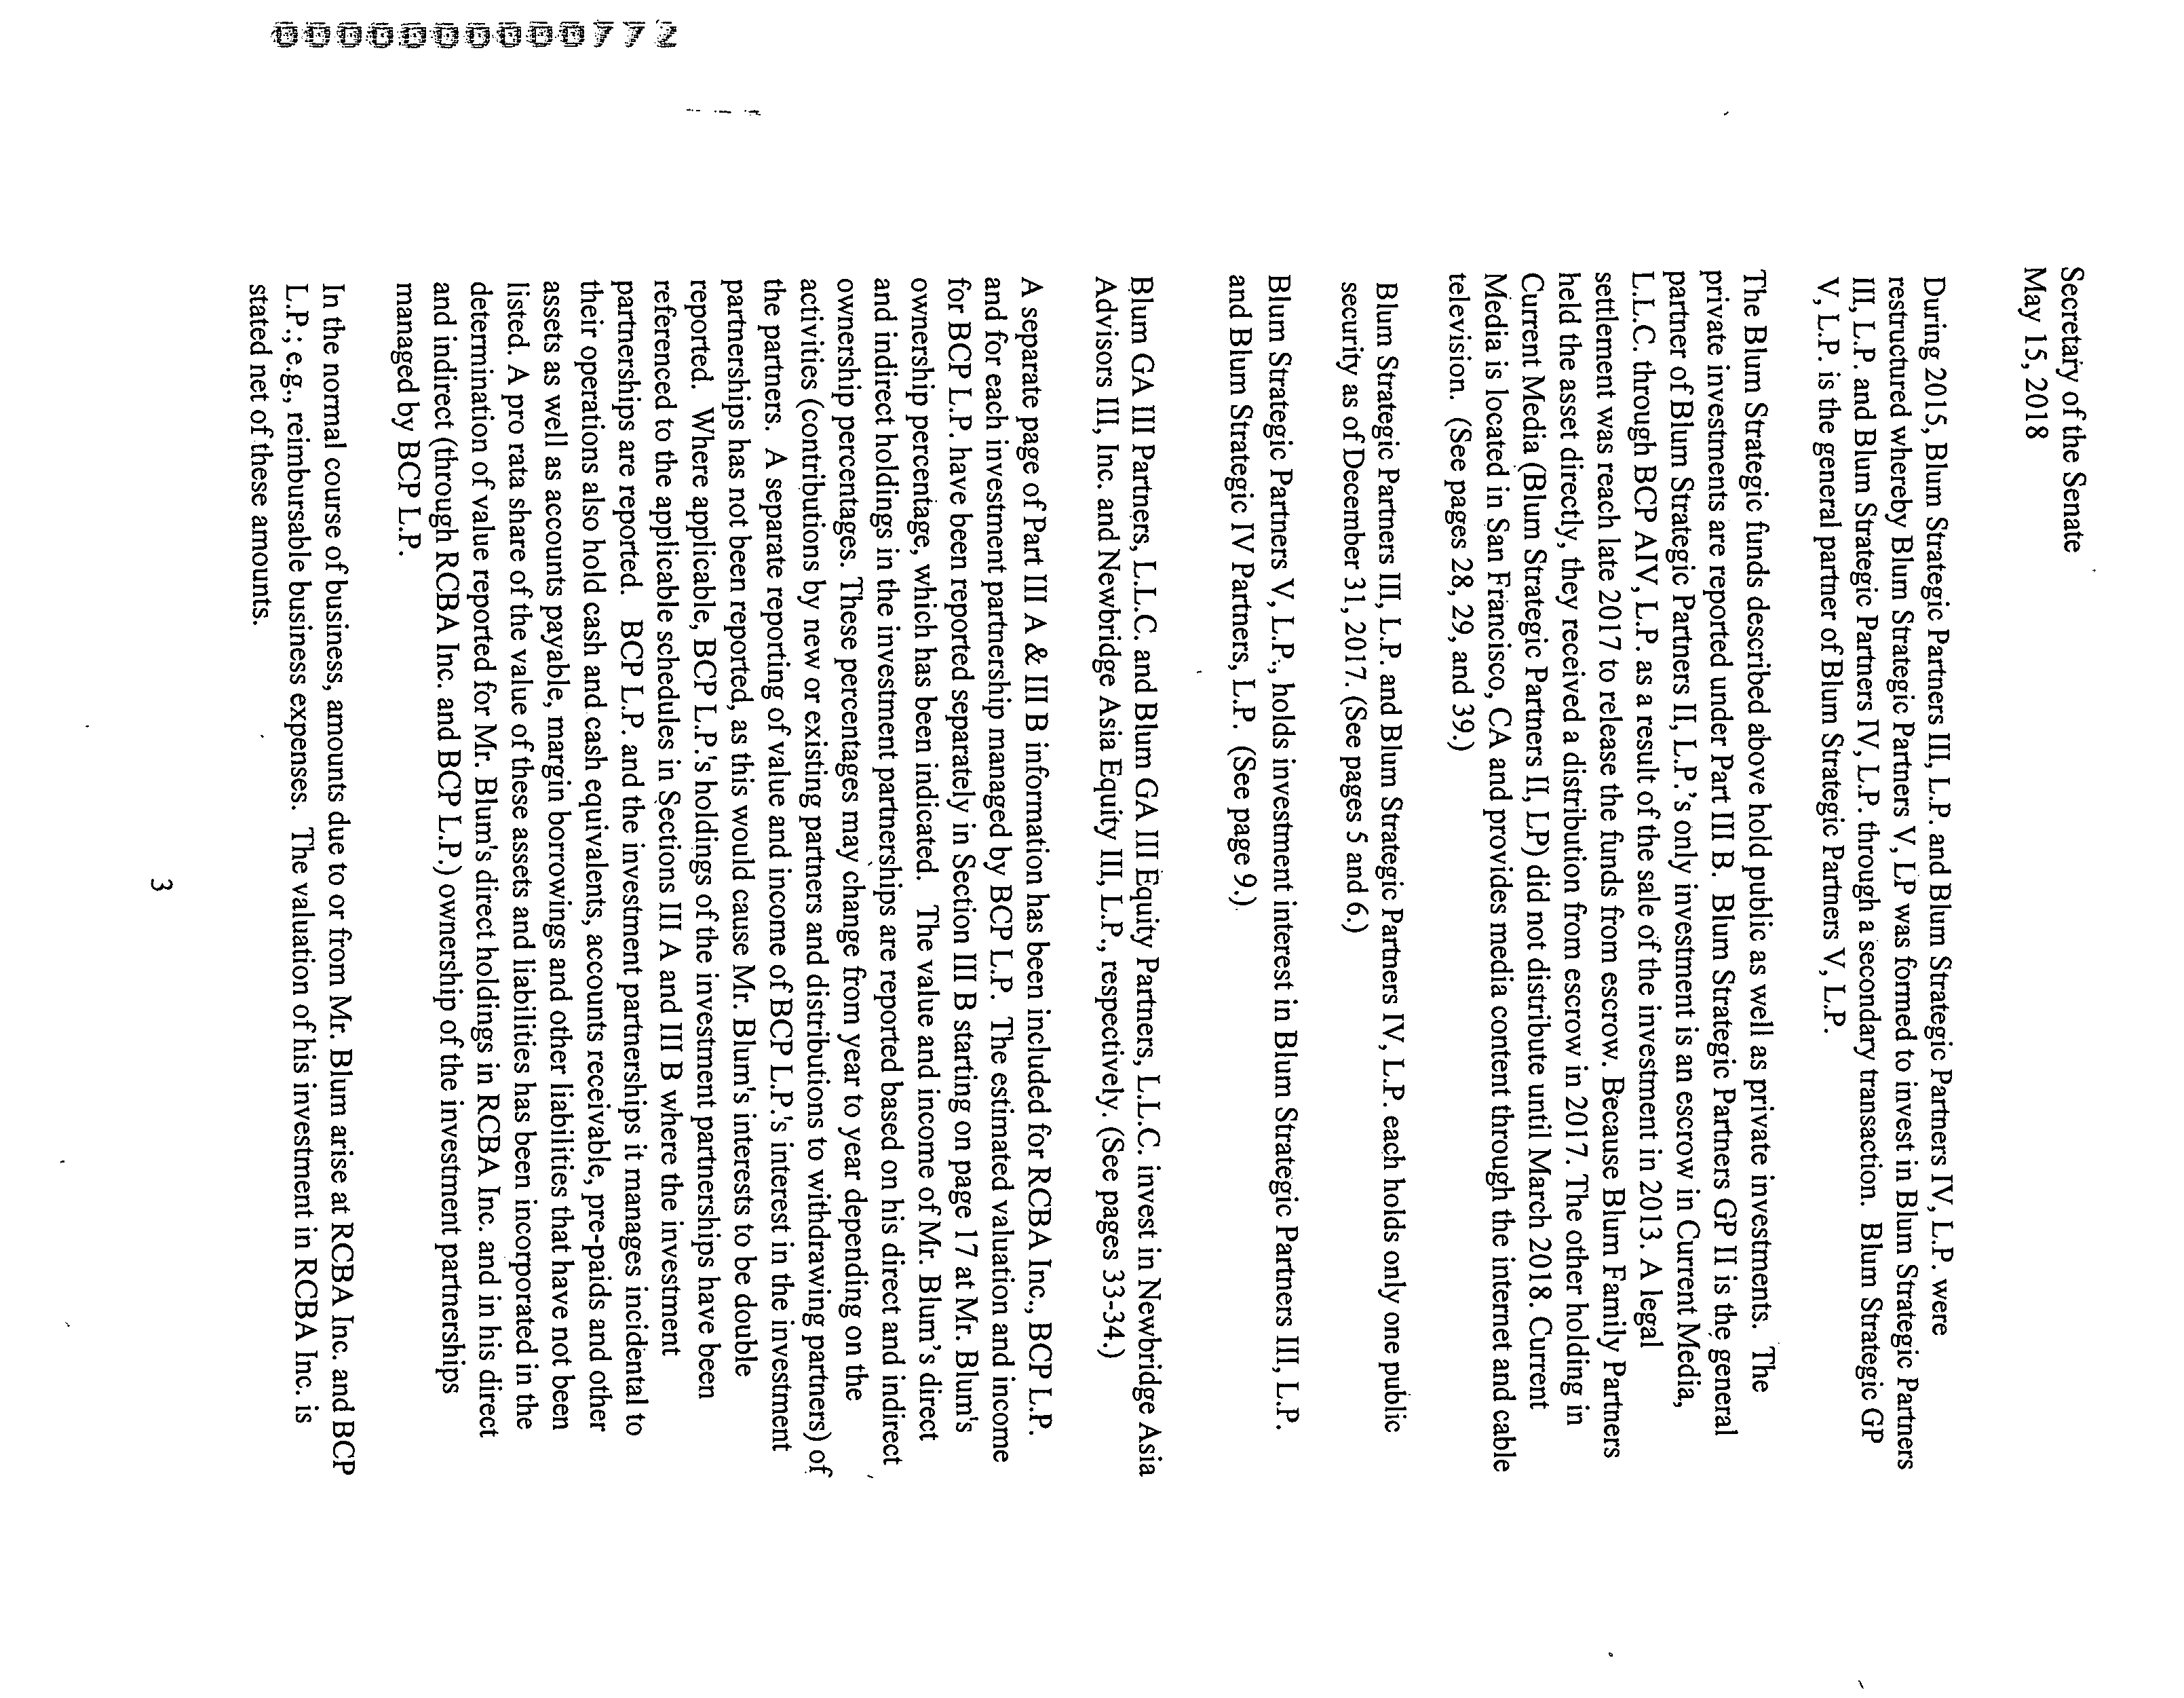 000000000772
Secretary of the Senate
May 15, 2018
During 2015, Blum Strategic Partners III, L.P. and Blum Strategic Partners IV, L.P. were
restructured whereby Blum Strategic Partners V, LP was formed to invest in Blum Strategic Partners
III, L.P. and Blum Strategic Partners IV, L.P. through a secondary transaction. Blum Strategic GP
V, L.P. is the general partner of Blum Strategic Partners V, L.P.
The Blum Strategic funds described above hold public as well as private investments. The
private investments are reported under Part III B. Blum Strategic Partners GP II is the general
partner of Blum Strategic Partners II, L.P.'s only investment is an escrow in Current Media,
L.L.C. through BCP AIV, L.P. as a result of the sale of the investment in 2013. A legal
settlement was reach late 2017 to release the funds from escrow. Because Blum Family Partners
held the asset directly, they received a distribution from escrow in 2017. The other holding in
Current Media (Blum Strategic Partners II, LP) did not distribute until March 2018. Current
Media is located in San Francisco, CA and provides media content through the internet and cable
television. (See pages 28, 29, and 39.)
Blum Strategic Partners III, L.P. and Blum Strategic Partners IV, L.P. each holds only one public
security as of December 31, 2017. (See pages 5 and 6.)
Blum Strategic Partners V, L.P., holds investment interest in Blum Strategic Partners III, L.P.
and Blum Strategic IV Partners, L.P. (See page 9.)
Blum GA III Partners, L.L.C. and Blum GA III Equity Partners, L.L.C. invest in Newbridge Asia
Advisors III, Inc. and Newbridge Asia Equity III, L.P., respectively. (See pages 33-34.)
A separate page of Part III A & III B information has been included for RCBA Inc., BCP L.P.
and for each investment partnership managed by BCP L.P. The estimated valuation and income
for BCP L.P. have been reported separately in Section III B starting on page 17 at Mr. Blum's
ownership percentage, which has been indicated. The value and income of Mr. Blum's direct
and indirect holdings in the investment partnerships are reported based on his direct and indirect
ownership percentages. These percentages may change from year to year depending on the
activities (contributions by new or existing partners and distributions to withdrawing partners) of
the partners. A separate reporting of value and income of BCP L.P.'s interest in the investment
partnerships has not been reported, as this would cause Mr. Blum's interests to be double
reported. Where applicable, BCP L.P.'s holdings of the investment partnerships have been
referenced to the applicable schedules in Sections III A and III B where the investment
partnerships are reported. BCP L.P. and the investment partnerships it manages incidental to
their operations also hold cash and cash equivalents, accounts receivable, pre-paids and other
assets as well as accounts payable, margin borrowings and other liabilities that have not been
listed. A pro rata share of the value of these assets and liabilities has been incorporated in the
determination of value reported for Mr. Blum's direct holdings in RCBA Inc. and in his direct
and indirect (through RCBA Inc. and BCP L.P.) ownership of the investment partnerships
managed by BCP L.P.
In the normal course of business, amounts due to or from Mr. Blum arise at RCBA Inc. and BCP
L.P.; e.g., reimbursable business expenses. The valuation of his investment in RCBA Inc. is
stated net of these amounts.
3